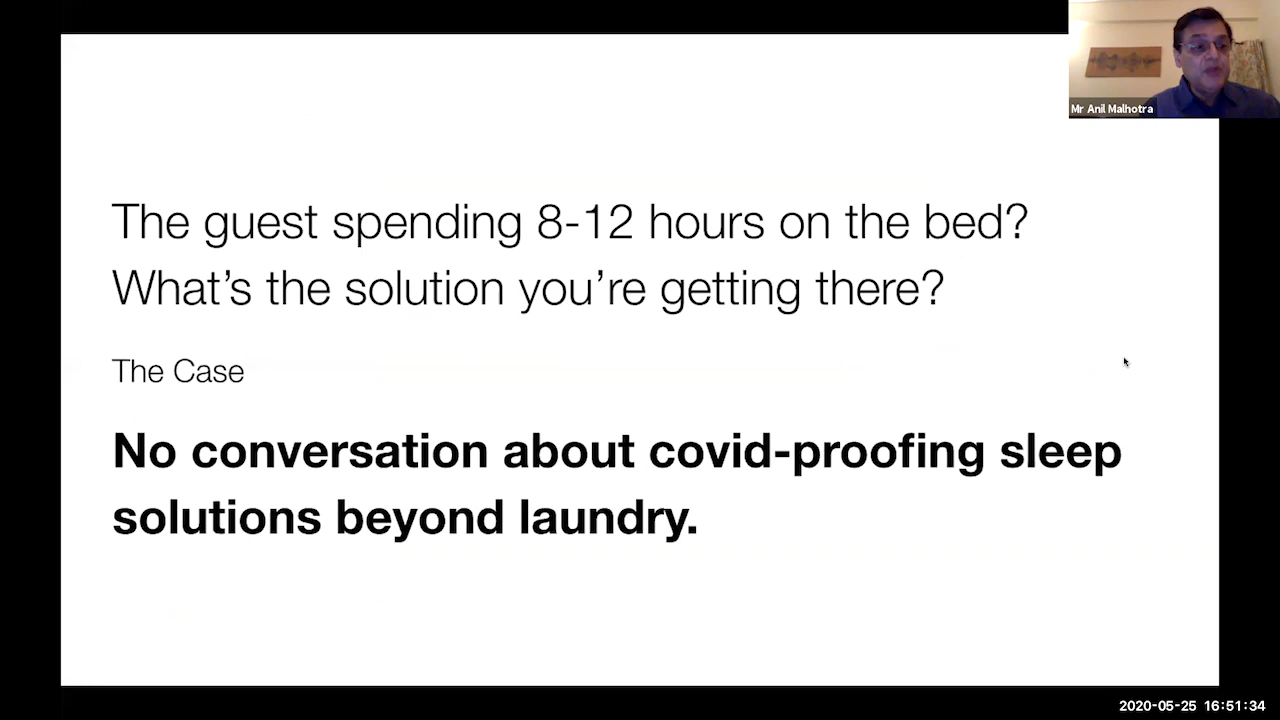 Mr Anil Malhotra
The guest spending 8-12 hours on the bed?
What’s the solution you’re getting there?
The Case
No conversation about covid-proofing sleep
solutions beyond laundry.
2020-05-25 16:51:34